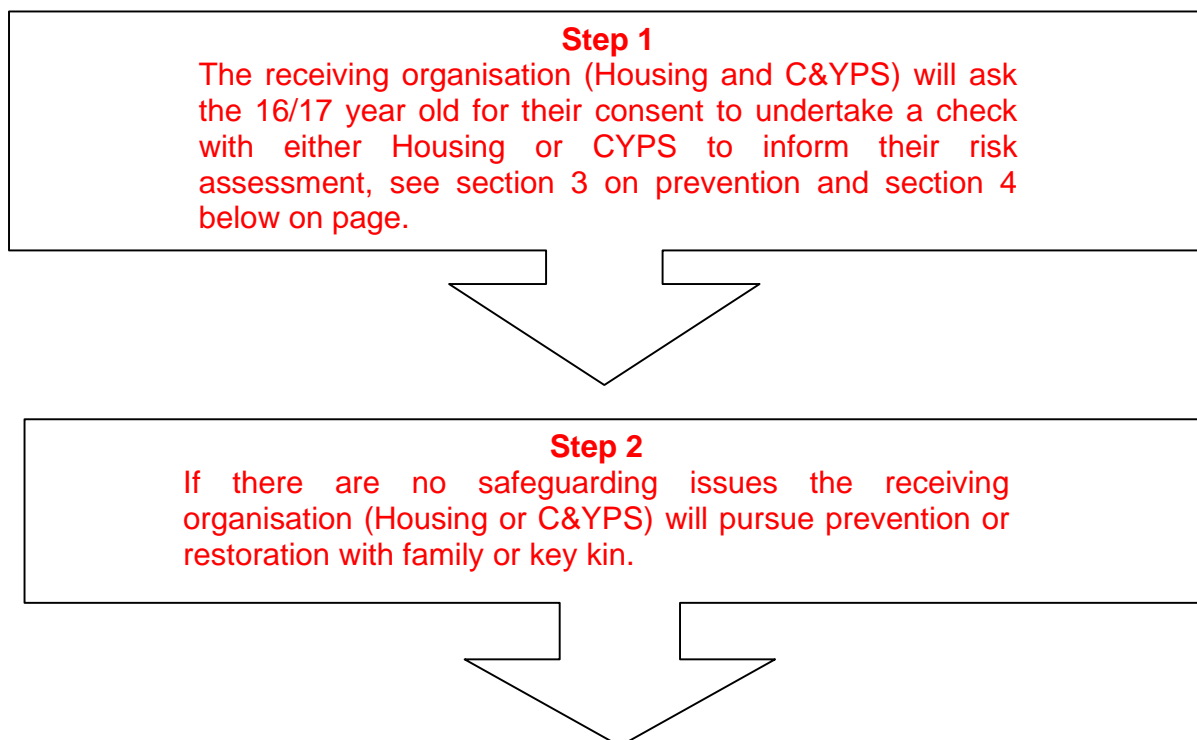 Step 1
The receiving organisation (Housing and C&YPS) will ask
the 16/17 year old for their consent to undertake a check
with either Housing or CYPS to inform their risk
assessment, see section 3 on prevention and section 4
below on page.
Step 2
If there are no safeguarding issues the receiving
organisation (Housing or C&YPS) will pursue prevention or
restoration with family or key kin.